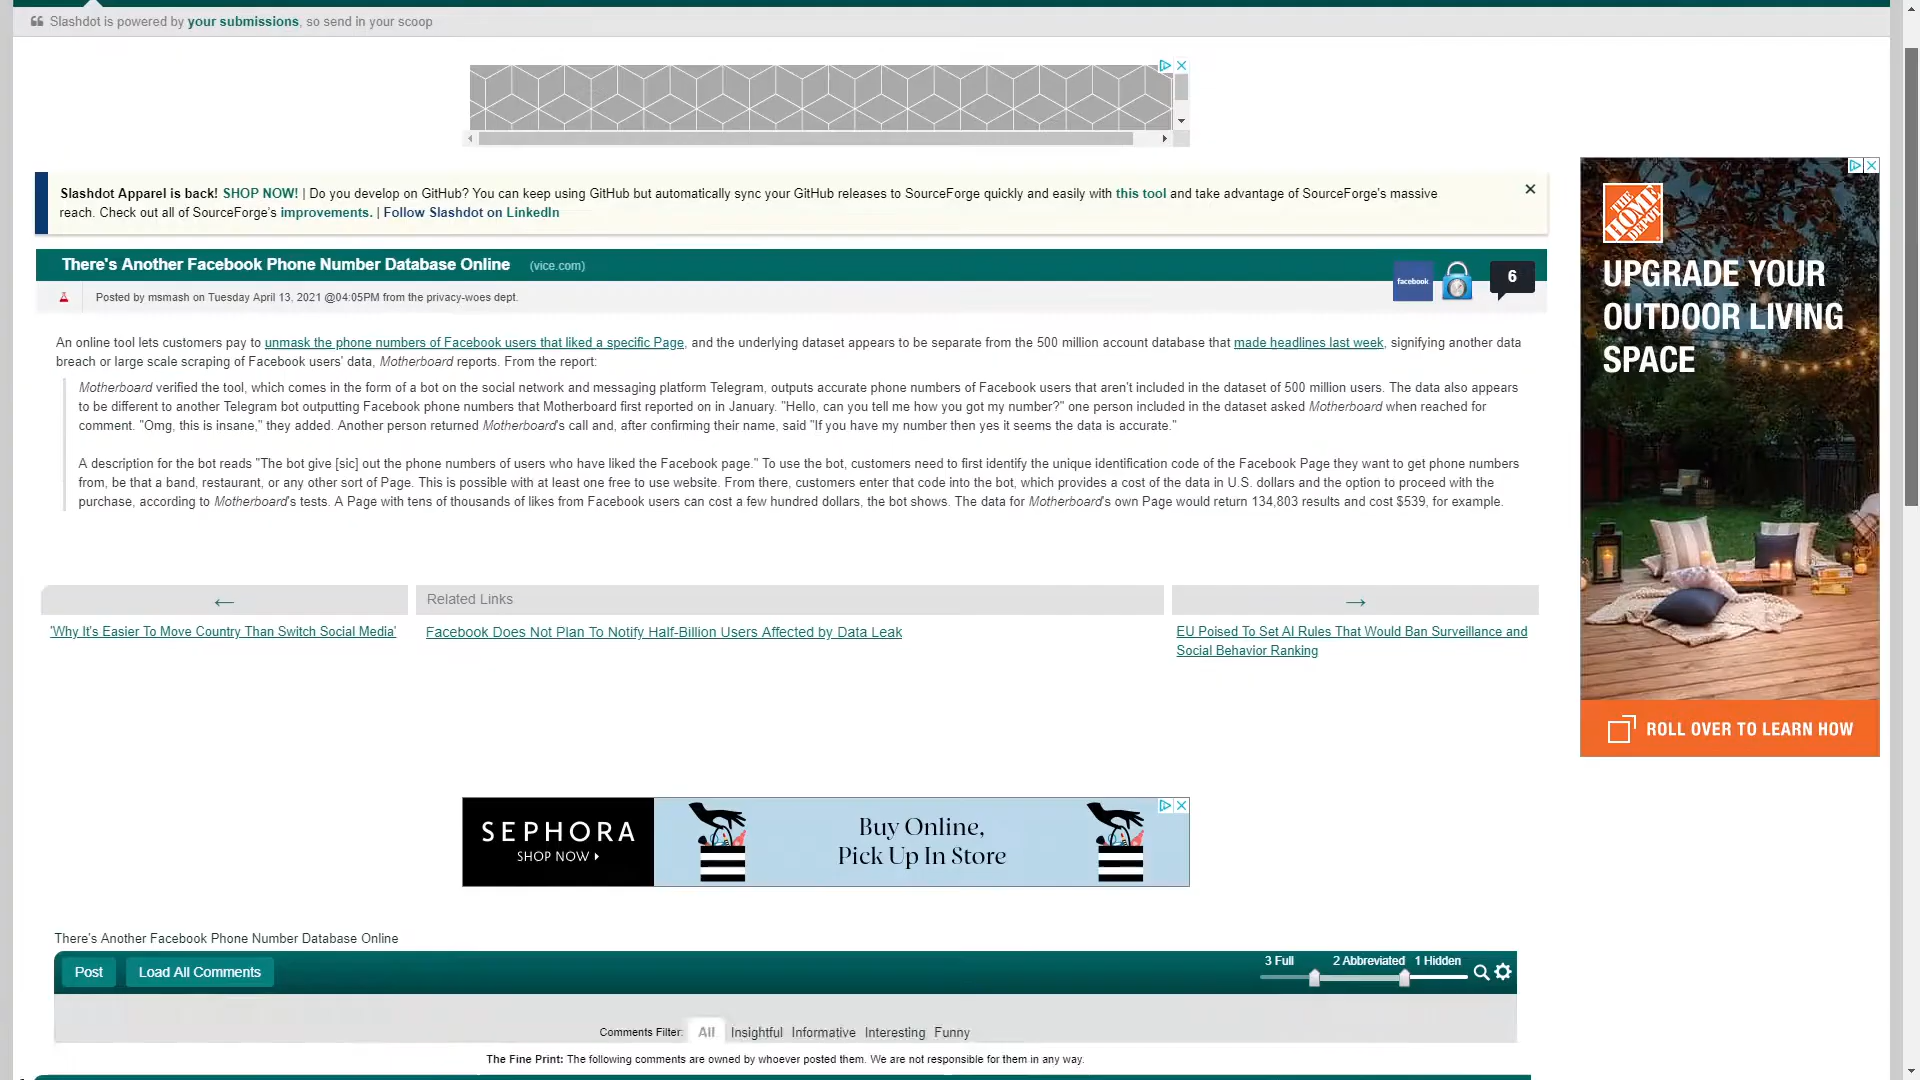 Slashdot is powered by your submissions, so send in your scoop
Slashdot Apparel is back! SHOP NOW! | Do you develop on GitHub? You can keep using GitHub but automatically sync your GitHub releases to SourceForge quickly and easily with this tool and take advantage of SourceForge's massive
reach. Check out all of SourceForge's improvements. | Follow Slashdot on LinkedIn
There's Another Facebook Phone Number Database Online (vice.com)
facebook
6
Posted by msmash on Tuesday April 13, 2021 @04:05PM from the privacy-woes dept.
An online tool lets customers pay to unmask the phone numbers of Facebook users that liked a specific Page, and the underlying dataset appears to be separate from the 500 million account database that made headlines last week, signifying another data
breach or large scale scraping of Facebook users' data, Motherboard reports. From the report:
Motherboard verified the tool, which comes in the form of a bot on the social network and messaging platform Telegram, outputs accurate phone numbers of Facebook users that aren't included in the dataset of 500 million users. The data also appears
to be different to another Telegram bot outputting Facebook phone numbers that Motherboard first reported on in January. "Hello, can you tell me how you got my number?" one person included in the dataset asked Motherboard when reached for
comment. "Omg, this is insane," they added. Another person returned Motherboard's call and, after confirming their name, said "If you have my number then yes it seems the data is accurate."
A description for the bot reads "The bot give [sic] out the phone numbers of users who have liked the Facebook page." To use the bot, customers need to first identify the unique identification code of the Facebook Page they want to get phone numbers
from, be that a band, restaurant, or any other sort of Page. This is possible with at least one free to use website. From there, customers enter that code into the bot, which provides a cost of the data in U.S. dollars and the option to proceed with the
purchase, according to Motherboard's tests. A Page with tens of thousands of likes from Facebook users can cost a few hundred dollars, the bot shows. The data for Motherboard's own Page would return 134,803 results and cost $539, for example.
←
Related Links
→
'Why It's Easier To Move Country Than Switch Social Media'
Facebook Does Not Plan To Notify Half-Billion Users Affected by Data Leak
EU Poised To Set AI Rules That Would Ban Surveillance and
Social Behavior Ranking
THE HOME DEPOT
UPGRADE YOUR
OUTDOOR LIVING
SPACE
ROLL OVER TO LEARN HOW
SEPHORA
SHOP NOW
Buy Online,
Pick Up In Store
There's Another Facebook Phone Number Database Online
Post
Load All Comments
3 Full
2 Abbreviated
1 Hidden
Comments Filter: All Insightful Informative Interesting Funny
The Fine Print: The following comments are owned by whoever posted them. We are not responsible for them in any way.